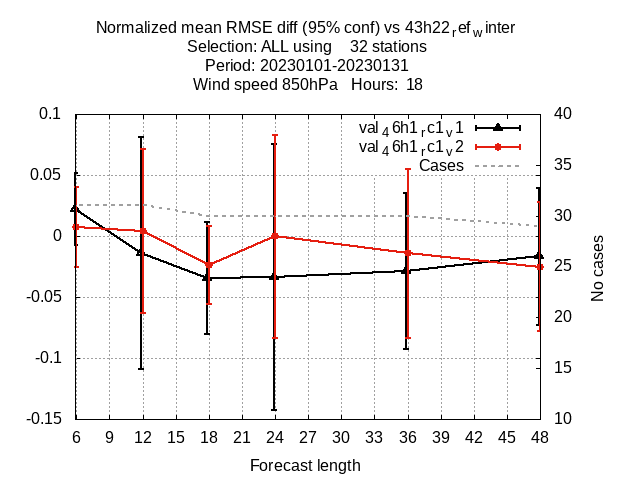 Normalized mean RMSE diff (95% conf) vs 43h22refwinter
Selection: ALL using 32 stations
Period: 20230101-20230131
Wind speed 850hPa Hours: 18
0.1
0.05
0
-0.05
-0.1
-0.15
40
35
30
25
20
15
10
val46h1rc1v1
val46h1rc1v2
Cases
No cases
6 9 12 15 18 21 24 27 30 33 36 39 42 45 48
Forecast length